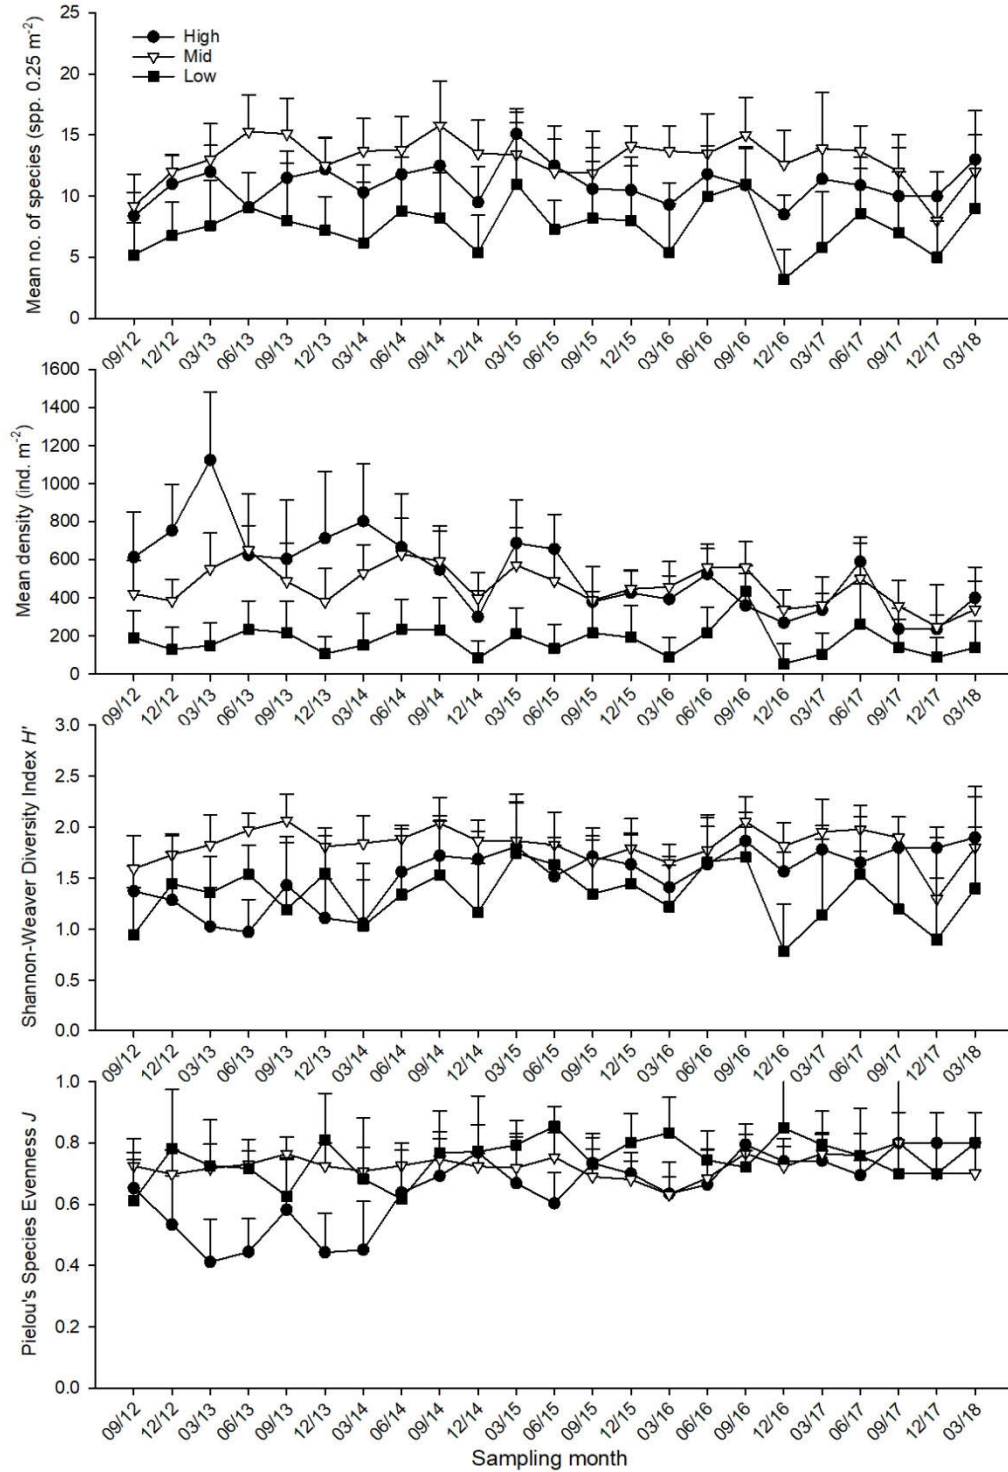 Mean no. of species (spp. 0.25 m⁻²)
25
20
15
10
5
0
High
Mid
Low
09/12 12/12 03/13 06/13 09/13 12/13 03/14 06/14 09/14 12/14 03/15 06/15 09/15 12/15 03/16 06/16 09/16 12/16 03/17 06/17 09/17 12/17 03/18
Mean density (ind. m⁻²)
1600
1400
1200
1000
800
600
400
200
0
09/12 12/12 03/13 06/13 09/13 12/13 03/14 06/14 09/14 12/14 03/15 06/15 09/15 12/15 03/16 06/16 09/16 12/16 03/17 06/17 09/17 12/17 03/18
Shannon-Weaver Diversity Index H'
3.0
2.5
2.0
1.5
1.0
0.5
0.0
09/12 12/12 03/13 06/13 09/13 12/13 03/14 06/14 09/14 12/14 03/15 06/15 09/15 12/15 03/16 06/16 09/16 12/16 03/17 06/17 09/17 12/17 03/18
Pielou's Species Evenness J
1.0
0.8
0.6
0.4
0.2
0.0
09/12 12/12 03/13 06/13 09/13 12/13 03/14 06/14 09/14 12/14 03/15 06/15 09/15 12/15 03/16 06/16 09/16 12/16 03/17 06/17 09/17 12/17 03/18
Sampling month